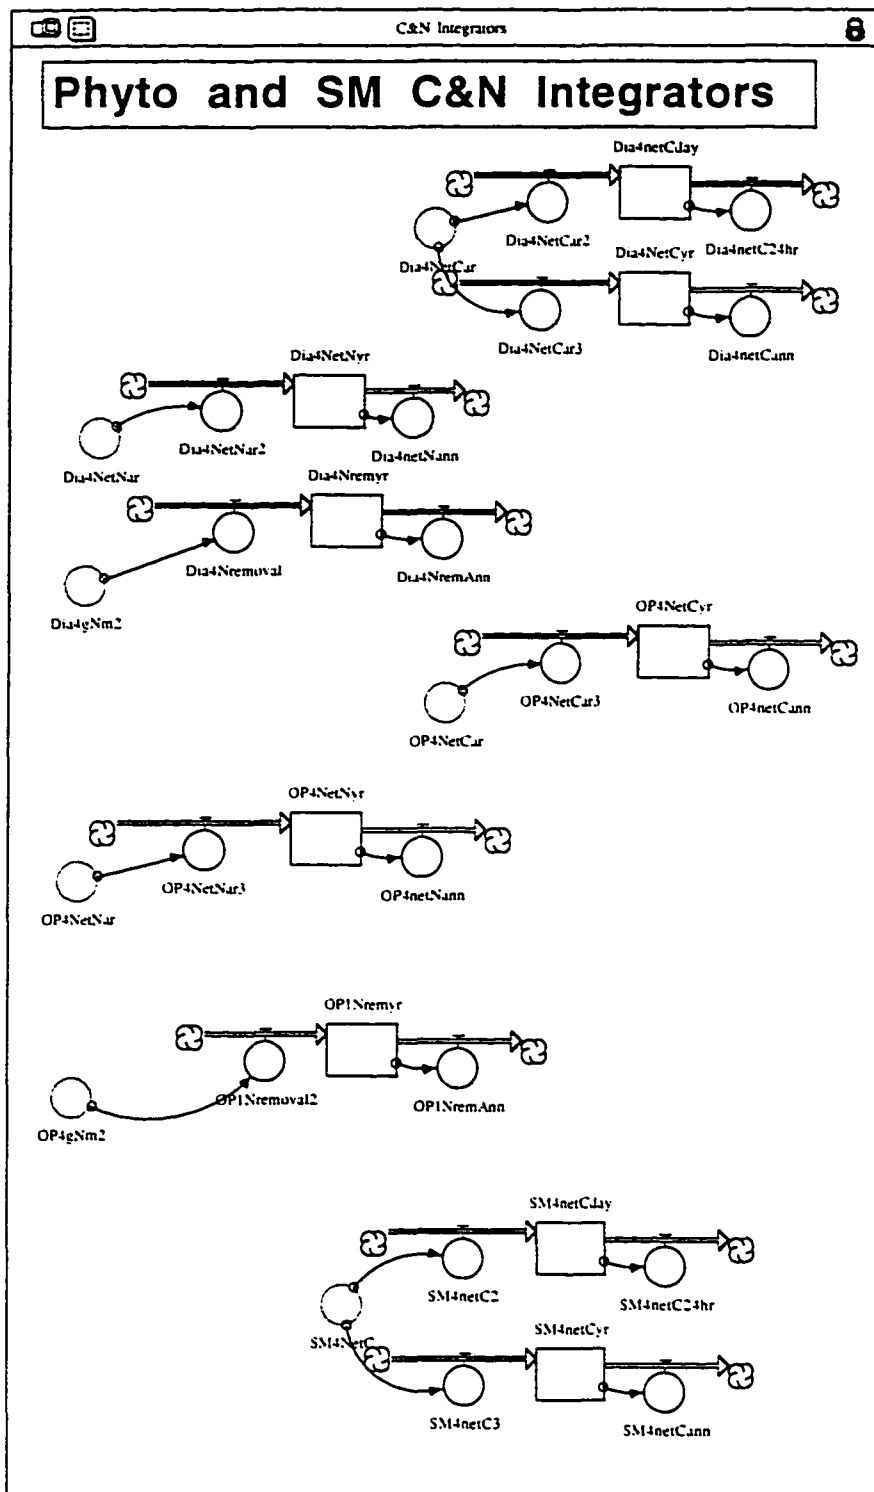 C&N Integrators
Phyto and SM C&N Integrators
Dia4netCday
Dia4NetCar2
Dia4netC24hr
Dia4NetCar
Dia4NetCyr
Dia4NetCar3
Dia4netCann
Dia4NetNyr
Dia4NetNar2
Dia4netNann
Dia4NetNar
Dia4Nremyr
Dia4Nremoval
Dia4NremAnn
Dia4gNm2
OP4NetCyr
OP4NetCar3
OP4netCann
OP4NetCar
OP4NetNyr
OP4NetNar3
OP4netNann
OP4NetNar
OP1Nremyr
OP1Nremoval2
OP1NremAnn
OP4gNm2
SM4netCday
SM4netC2
SM4netC24hr
SM4NetC
SM4netCyr
SM4netC3
SM4netCann